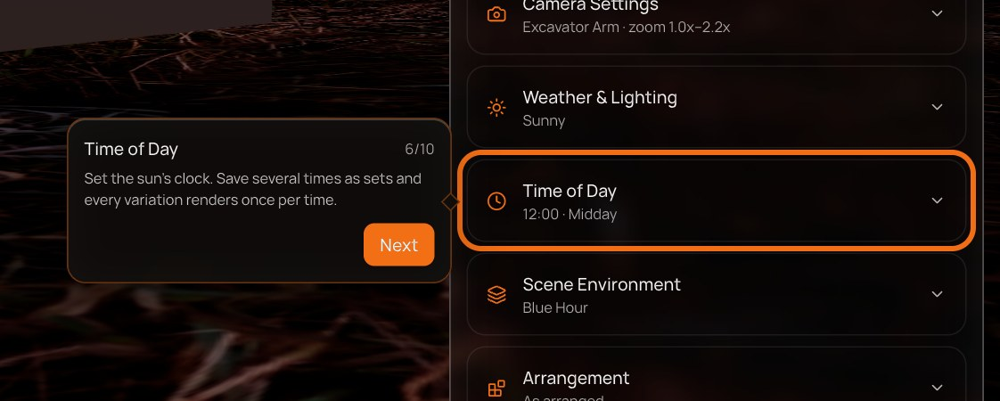 Camera Settings
Excavator Arm · zoom 1.0x–2.2x
Weather & Lighting
Sunny
Time of Day
6/10
Set the sun's clock. Save several times as sets and
every variation renders once per time.
Next
Time of Day
12:00 · Midday
Scene Environment
Blue Hour
Arrangement
As arranged